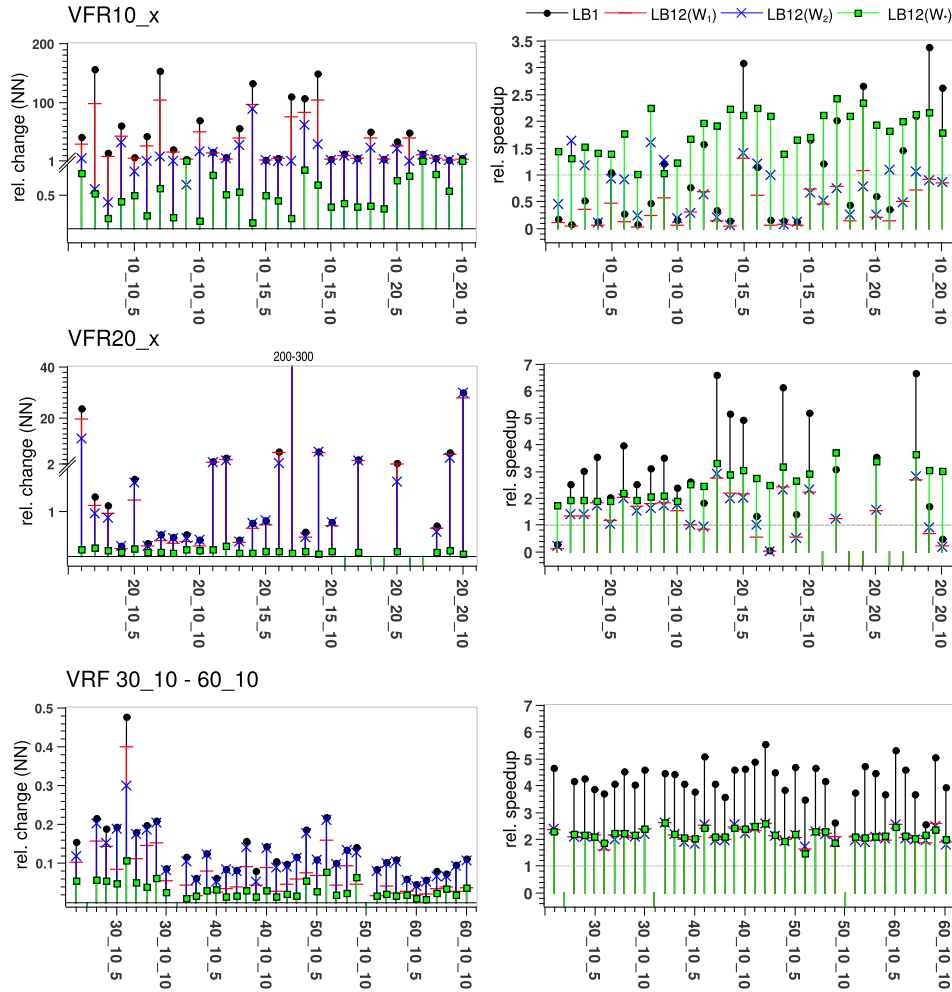 VFR10_x
LB1 LB12(W₁) LB12(W₂) LB12(W*)
rel. change (NN)
200
100
1
0.5
10_10_5 10_10_10 10_15_5 10_15_10 10_20_5 10_20_10
rel. speedup
3.5
3
2.5
2
1.5
1
0.5
0
10_10_5 10_10_10 10_15_5 10_15_10 10_20_5 10_20_10
VFR20_x
200-300
rel. change (NN)
40
20
2
1
20_10_5 20_10_10 20_15_5 20_15_10 20_20_5 20_20_10
rel. speedup
7
6
5
4
3
2
1
0
20_10_5 20_10_10 20_15_5 20_15_10 20_20_5 20_20_10
VRF 30_10 - 60_10
rel. change (NN)
0.5
0.4
0.3
0.2
0.1
30_10_5 30_10_10 40_10_5 40_10_10 50_10_5 50_10_10 60_10_5 60_10_10
rel. speedup
7
6
5
4
3
2
1
0
30_10_5 30_10_10 40_10_5 40_10_10 50_10_5 50_10_10 60_10_5 60_10_10